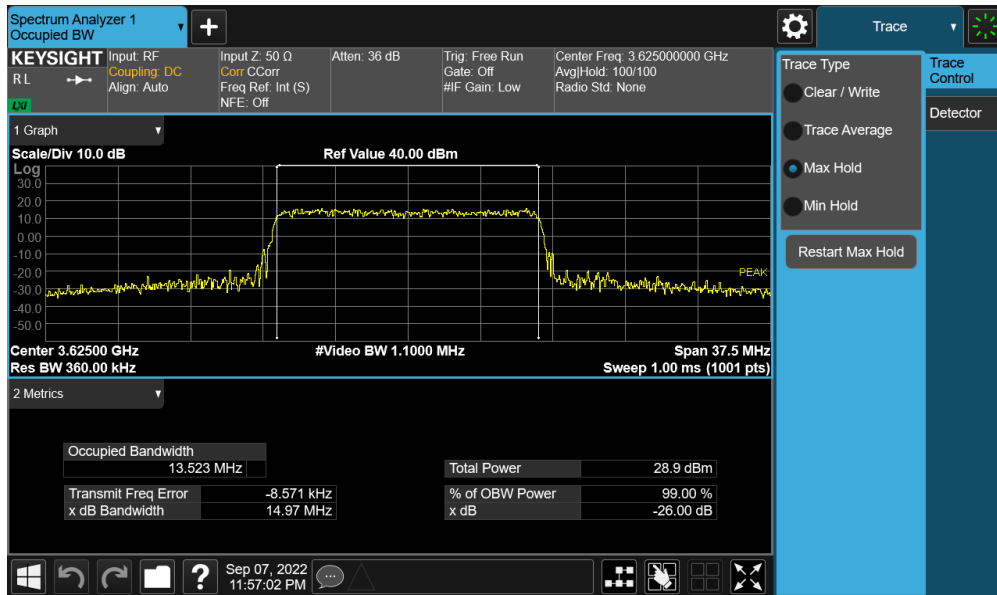 Spectrum Analyzer 1
Occupied BW
+
Trace
KEYSIGHT
R L
LXI
Input: RF
Coupling: DC
Align: Auto
Input Z: 50 Ω
Corr CCorr
Freq Ref: Int (S)
NFE: Off
Atten: 36 dB
Trig: Free Run
Gate: Off
#IF Gain: Low
Center Freq: 3.625000000 GHz
Avg|Hold: 100/100
Radio Std: None
1 Graph
Scale/Div 10.0 dB
Ref Value 40.00 dBm
Log
30.0
20.0
10.0
0.00
-10.0
-20.0
-30.0
-40.0
-50.0
PEAK
Center 3.62500 GHz
#Video BW 1.1000 MHz
Span 37.5 MHz
Res BW 360.00 kHz
Sweep 1.00 ms (1001 pts)
2 Metrics
Occupied Bandwidth
13.523 MHz
Transmit Freq Error -8.571 kHz
x dB Bandwidth 14.97 MHz
Total Power 28.9 dBm
% of OBW Power 99.00 %
x dB -26.00 dB
Trace Type
Clear / Write
Trace Average
Max Hold
Min Hold
Restart Max Hold
Trace
Control
Detector
?
Sep 07, 2022
11:57:02 PM